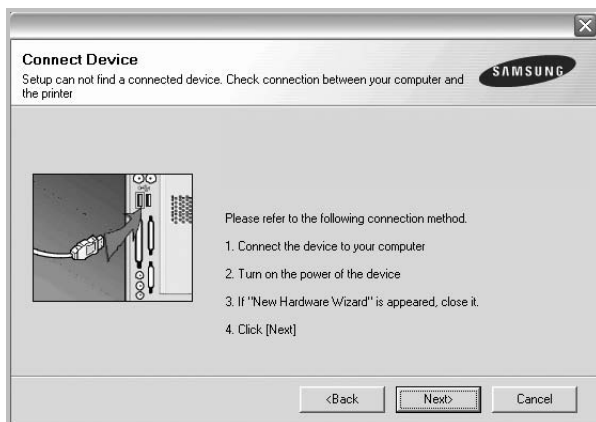 Connect Device
Setup can not find a connected device. Check connection between your computer and
the printer
SAMSUNG
Please refer to the following connection method.
1. Connect the device to your computer
2. Turn on the power of the device
3. If "New Hardware Wizard" is appeared, close it.
4. Click [Next]
<Back
Next>
Cancel